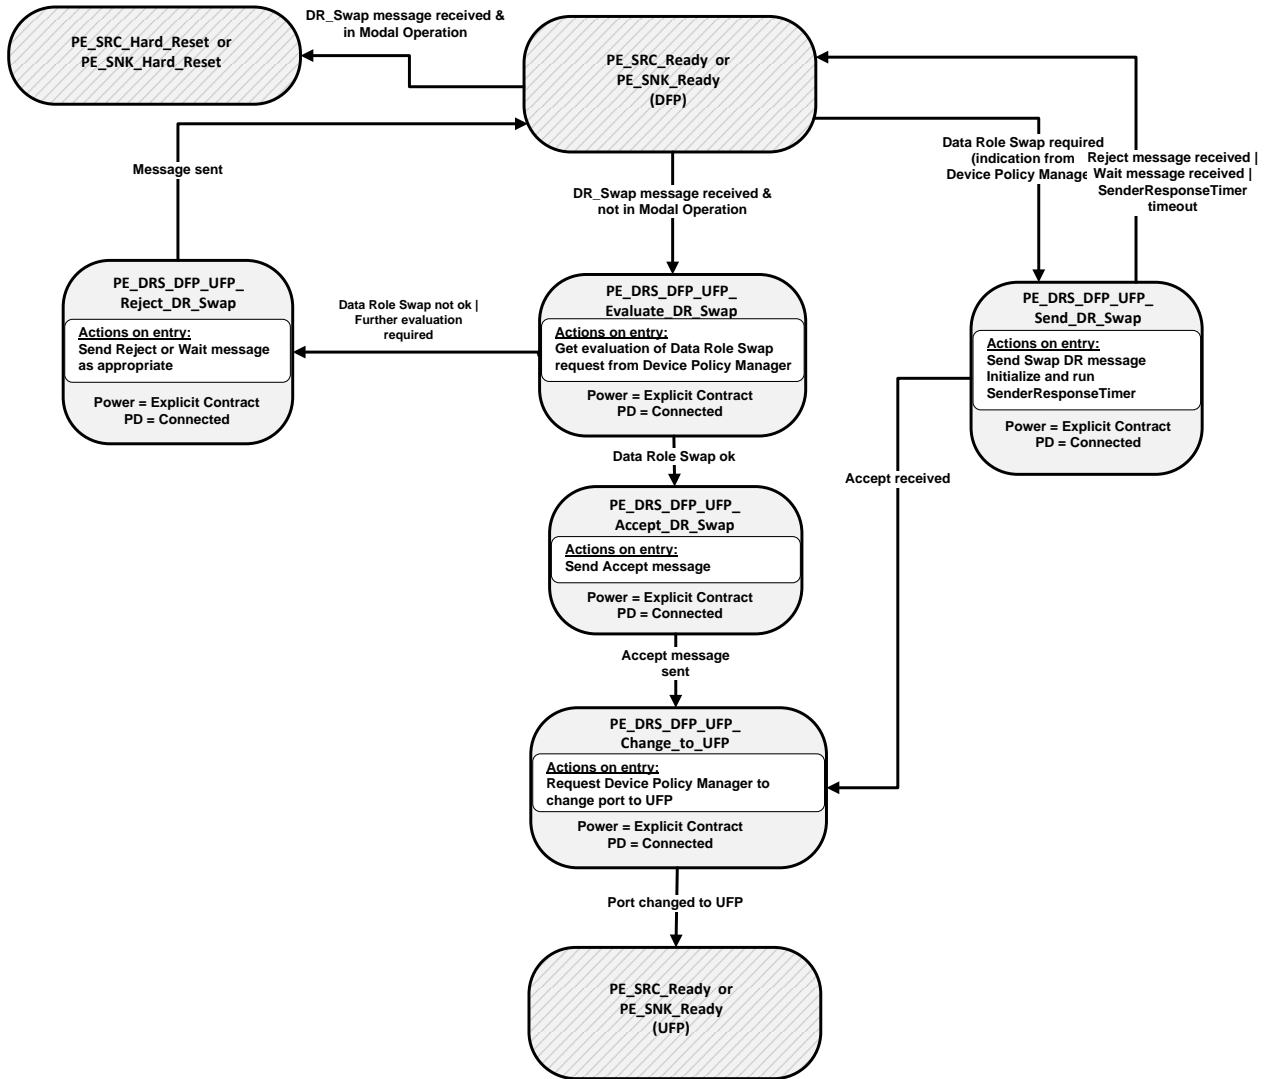 DR_Swap message received &
in Modal Operation
PE_SRC_Hard_Reset or
PE_SNK_Hard_Reset
PE_SRC_Ready or
PE_SNK_Ready
(DFP)
Message sent
DR_Swap message received &
not in Modal Operation
Data Role Swap required
(indication from
Device Policy Manage
Reject message received |
Wait message received |
SenderResponseTimer
timeout
PE_DRS_DFP_UFP_
Reject_DR_Swap
Actions on entry:
Send Reject or Wait message
as appropriate
Power = Explicit Contract
PD = Connected
Data Role Swap not ok |
Further evaluation
required
PE_DRS_DFP_UFP_
Evaluate_DR_Swap
Actions on entry:
Get evaluation of Data Role Swap
request from Device Policy Manager
Power = Explicit Contract
PD = Connected
PE_DRS_DFP_UFP_
Send_DR_Swap
Actions on entry:
Send Swap DR message
Initialize and run
SenderResponseTimer
Power = Explicit Contract
PD = Connected
Data Role Swap ok
Accept received
PE_DRS_DFP_UFP_
Accept_DR_Swap
Actions on entry:
Send Accept message
Power = Explicit Contract
PD = Connected
Accept message
sent
PE_DRS_DFP_UFP_
Change_to_UFP
Actions on entry:
Request Device Policy Manager to
change port to UFP
Power = Explicit Contract
PD = Connected
Port changed to UFP
PE_SRC_Ready or
PE_SNK_Ready
(UFP)